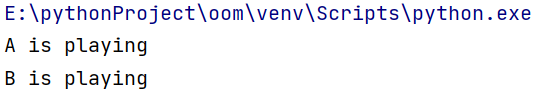 E:\pythonProject\oom\venv\Scripts\python.exe
A is playing
B is playing